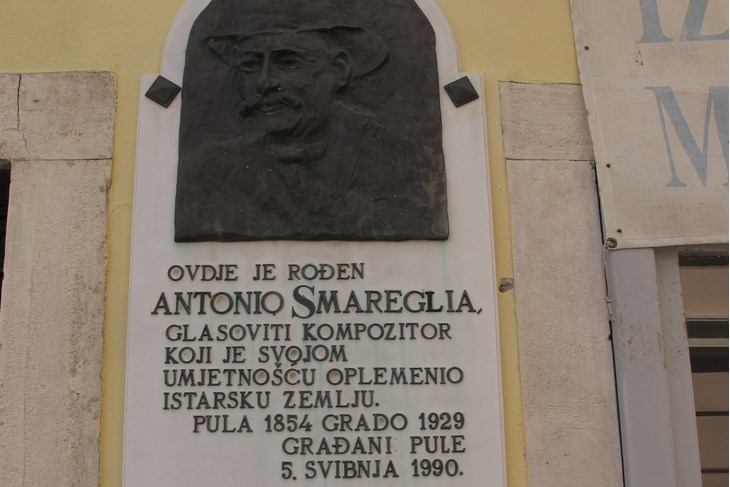 OVDJE JE ROĐEN
ANTONIO SMAREGLIA,
GLASOVITI KOMPOZITOR
KOJI JE SVOJOM
UMJETNOŠĆU OPLEMENIO
ISTARSKU ZEMLJU.
PULA 1854 GRADO 1929
GRAĐANI PULE
5. SVIBNJA 1990.